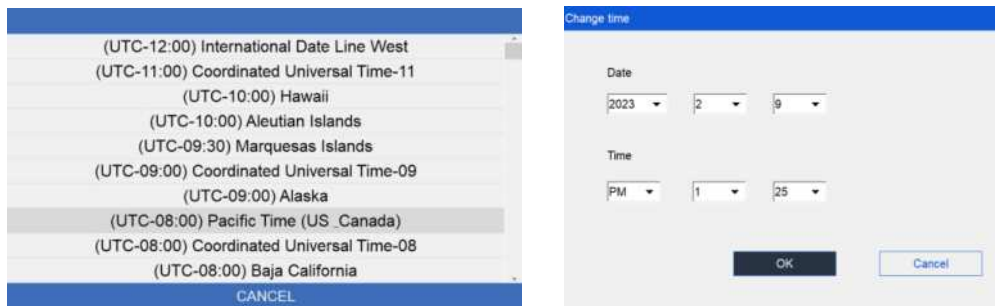 (UTC-12:00) International Date Line West
(UTC-11:00) Coordinated Universal Time-11
(UTC-10:00) Hawaii
(UTC-10:00) Aleutian Islands
(UTC-09:30) Marquesas Islands
(UTC-09:00) Coordinated Universal Time-09
(UTC-09:00) Alaska
(UTC-08:00) Pacific Time (US_Canada)
(UTC-08:00) Coordinated Universal Time-08
(UTC-08:00) Baja California
CANCEL
Change time
Date
2023 2 9
Time
PM 1 25
OK Cancel